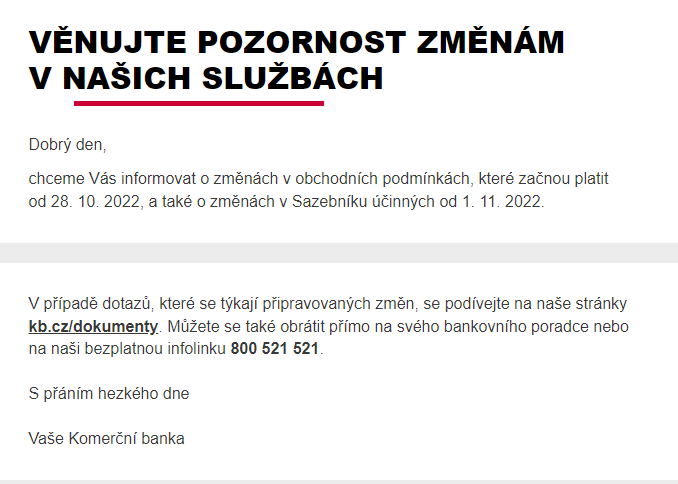 VĚNUJTE POZORNOST ZMĚNÁM
V NAŠICH SLUŽBÁCH
Dobrý den,
chceme Vás informovat o změnách v obchodních podmínkách, které začnou platit
od 28. 10. 2022, a také o změnách v Sazebníku účinných od 1. 11. 2022.
V případě dotazů, které se týkají připravovaných změn, se podívejte na naše stránky
kb.cz/dokumenty. Můžete se také obrátit přímo na svého bankovního poradce nebo
na naši bezplatnou infolinku 800 521 521.
S přáním hezkého dne
Vaše Komerční banka